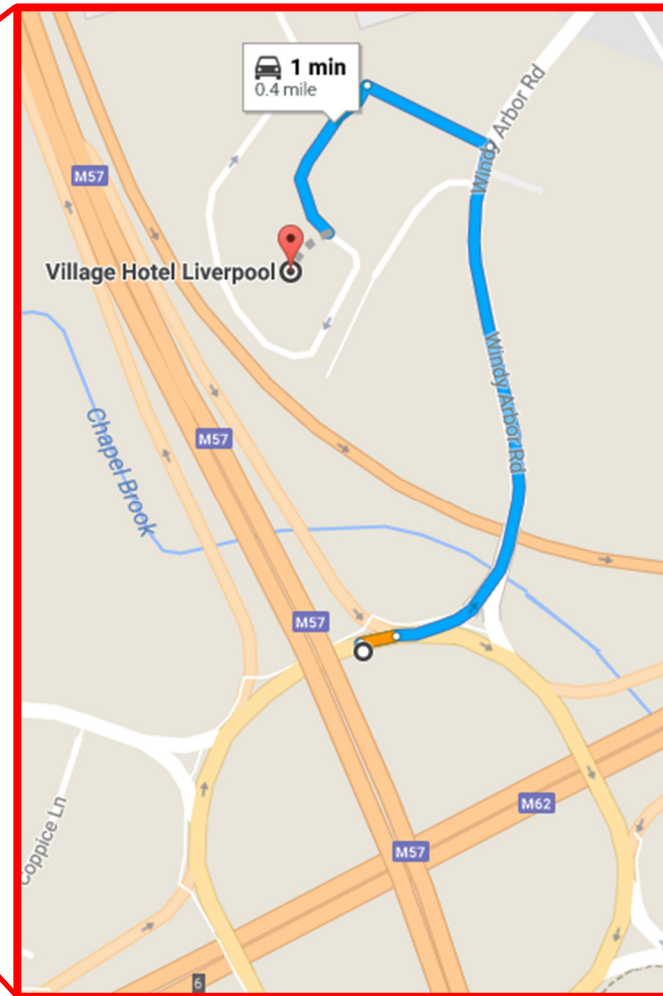 1 min
0.4 mile
Windy Arbor Rd
M57
Village Hotel Liverpool
Windy Arbor Rd
Chapel Brook
M57
M57
M62
Coppice Ln
M57
6